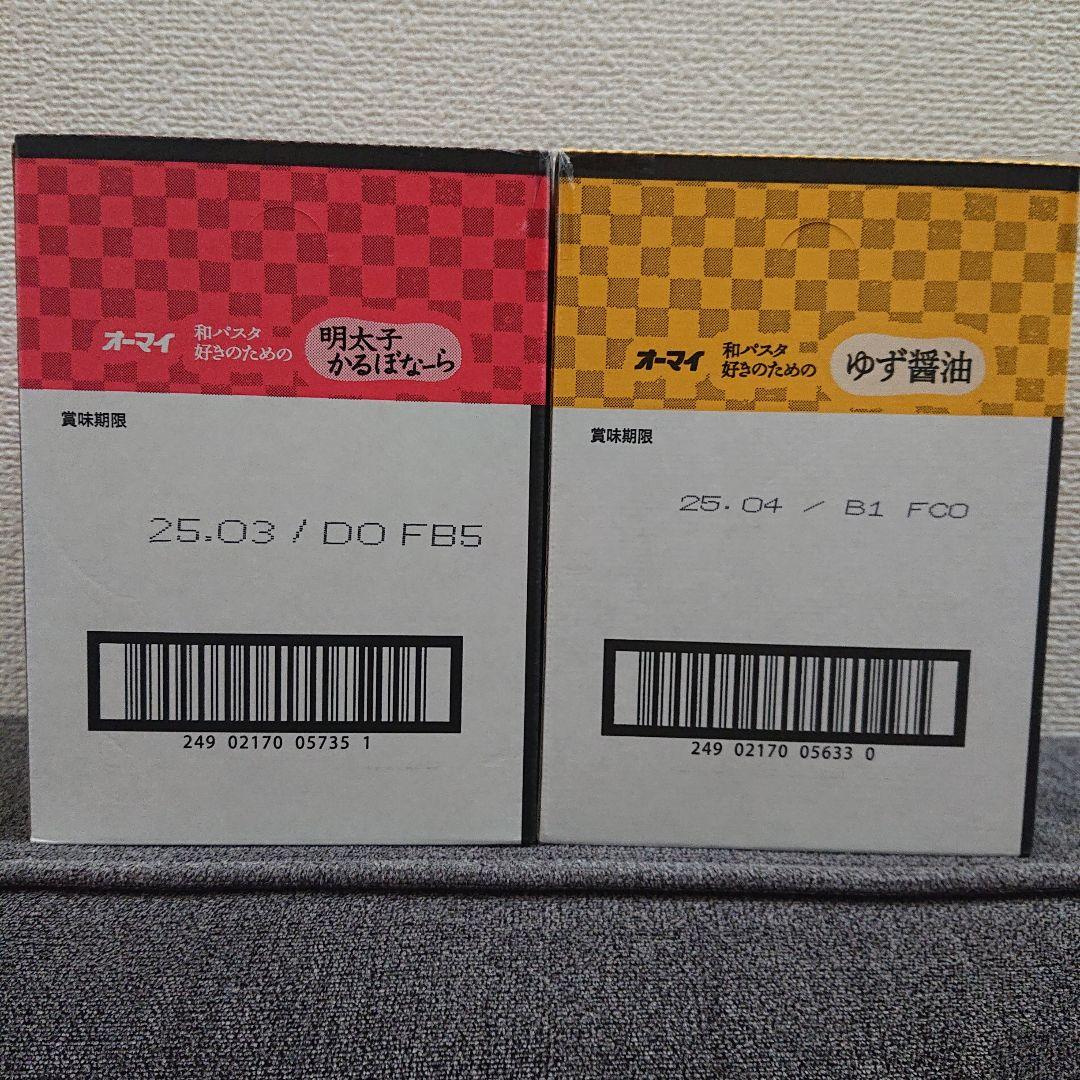 オーマイ
和パスタ
好きのための
明太子
かるぼなーら
賞味期限
25.03 / D0 FB5
249 02170 05735 1
オーマイ
和パスタ
好きのための
ゆず醤油
賞味期限
25.04 / B1 FC0
249 02170 05633 0